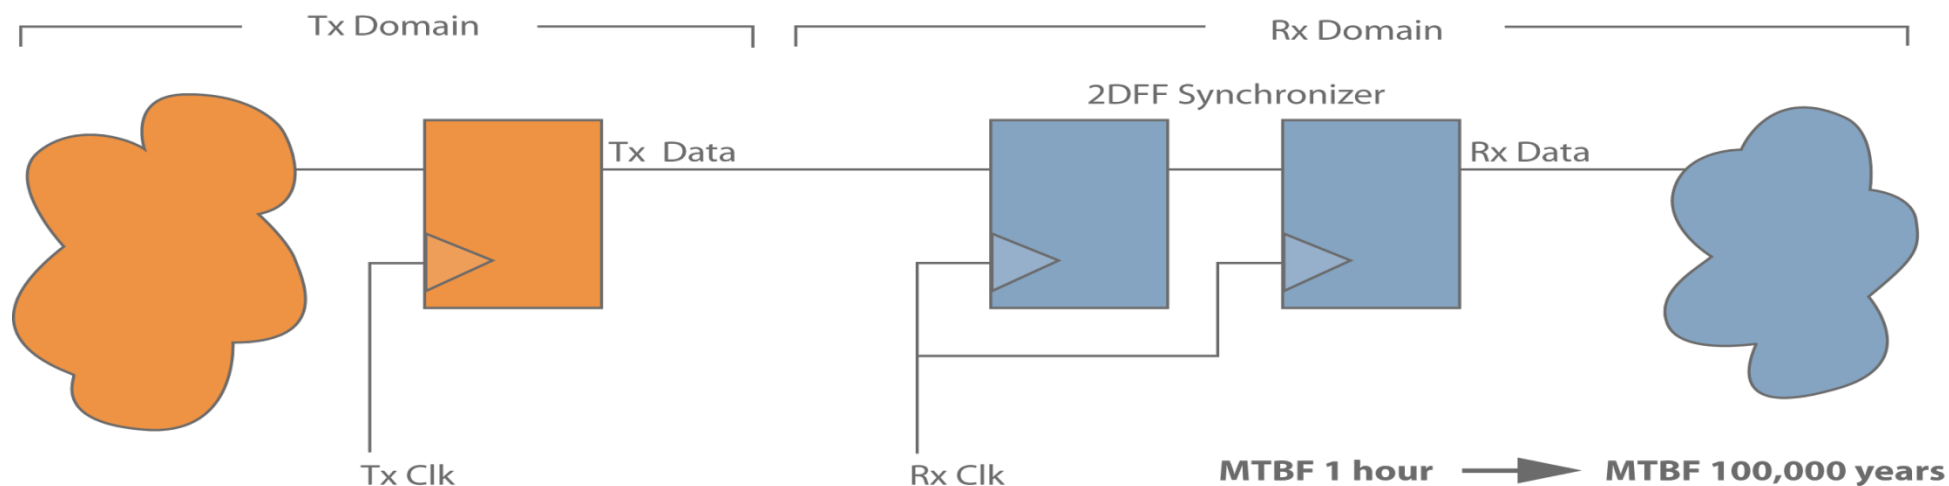 Tx Domain
Rx Domain
2DFF Synchronizer
Tx Data
Rx Data
Tx Clk
Rx Clk
MTBF 1 hour
MTBF 100,000 years